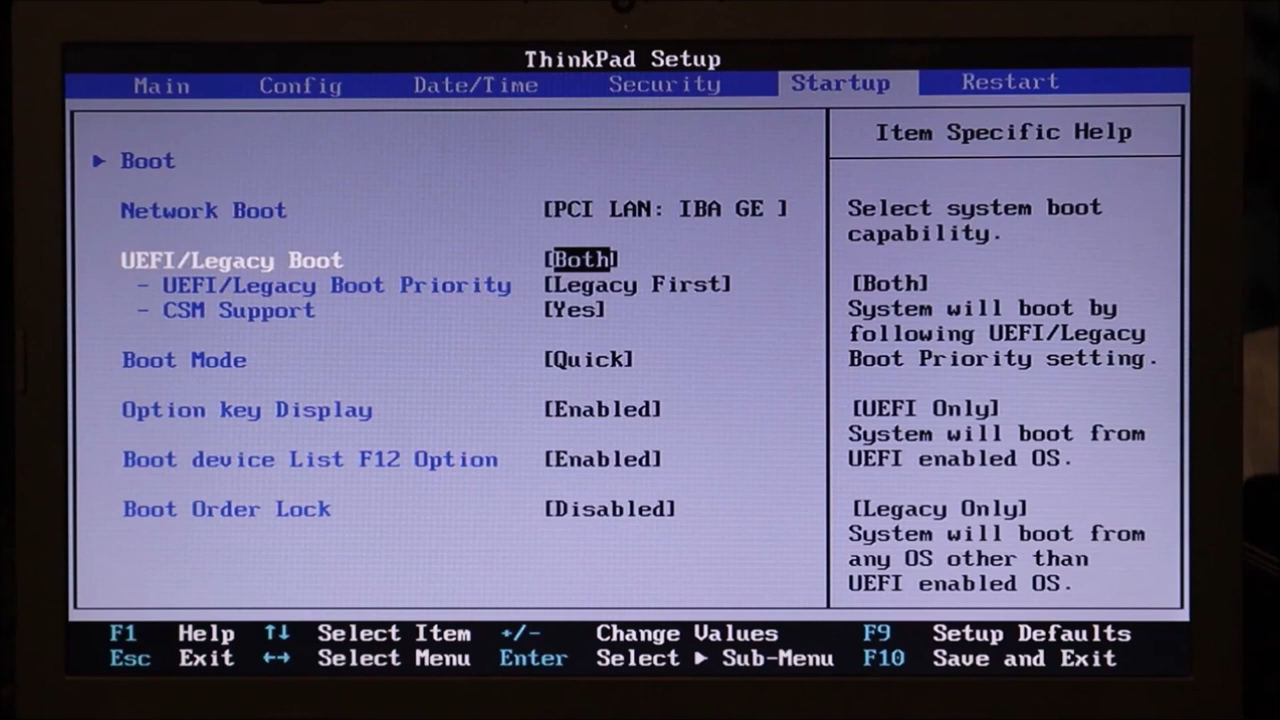 ThinkPad Setup
Main Config Date/Time Security Startup Restart
Item Specific Help
▶ Boot
Network Boot [PCI LAN: IBA GE ]
UEFI/Legacy Boot [Both]
- UEFI/Legacy Boot Priority [Legacy First]
- CSM Support [Yes]
Boot Mode [Quick]
Option key Display [Enabled]
Boot device List F12 Option [Enabled]
Boot Order Lock [Disabled]
Select system boot
capability.
[Both]
System will boot by
following UEFI/Legacy
Boot Priority setting.
[UEFI Only]
System will boot from
UEFI enabled OS.
[Legacy Only]
System will boot from
any OS other than
UEFI enabled OS.
F1 Help ↑↓ Select Item +/- Change Values F9 Setup Defaults
Esc Exit ←→ Select Menu Enter Select ▶ Sub-Menu F10 Save and Exit